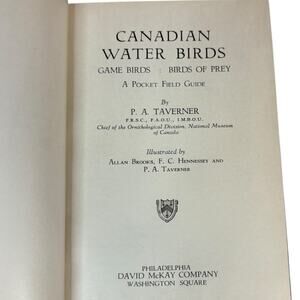 CANADIAN
WATER BIRDS
GAME BIRDS : BIRDS OF PREY
A POCKET FIELD GUIDE
By
P. A. TAVERNER
F.R.S.C., F.A.O.U., I.M.B.O.U.
Chief of the Ornithological Division, National Museum
of Canada
Illustrated by
ALLAN BROOKS, F. C. HENNESSEY AND
P. A. TAVERNER
PHILADELPHIA
DAVID McKAY COMPANY
WASHINGTON SQUARE